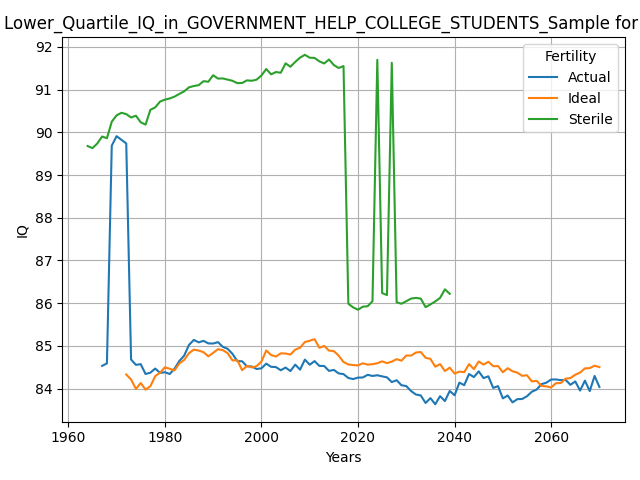 Lower_Quartile_IQ_in_GOVERNMENT_HELP_COLLEGE_STUDENTS_Sample for
Fertility
Actual
Ideal
Sterile
IQ
92
91
90
89
88
87
86
85
84
1960 1980 2000 2020 2040 2060
Years